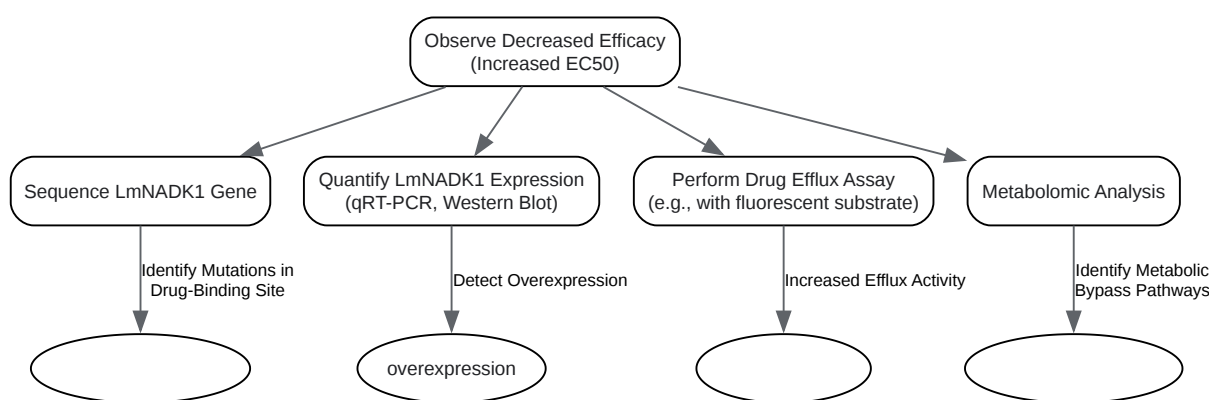 Observe Decreased Efficacy
(Increased EC50)
Sequence LmNADK1 Gene
Quantify LmNADK1 Expression
(qRT-PCR, Western Blot)
Perform Drug Efflux Assay
(e.g., with fluorescent substrate)
Metabolomic Analysis
Identify Mutations in
Drug-Binding Site
Detect Overexpression
Increased Efflux Activity
Identify Metabolic
Bypass Pathways
overexpression